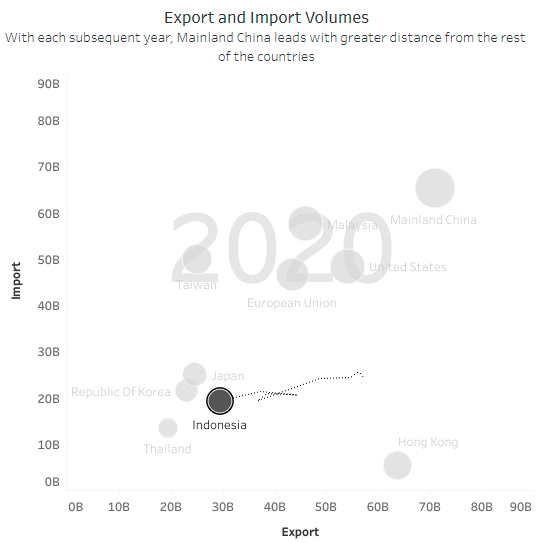 Export and Import Volumes
With each subsequent year, Mainland China leads with greater distance from the rest
of the countries
90B
80B
70B
60B
50B
40B
30B
20B
10B
0B
Import
2020
Mainland China
Malaysia
United States
Taiwan
European Union
Japan
Republic Of Korea
Indonesia
Thailand
Hong Kong
0B 10B 20B 30B 40B 50B 60B 70B 80B 90B
Export